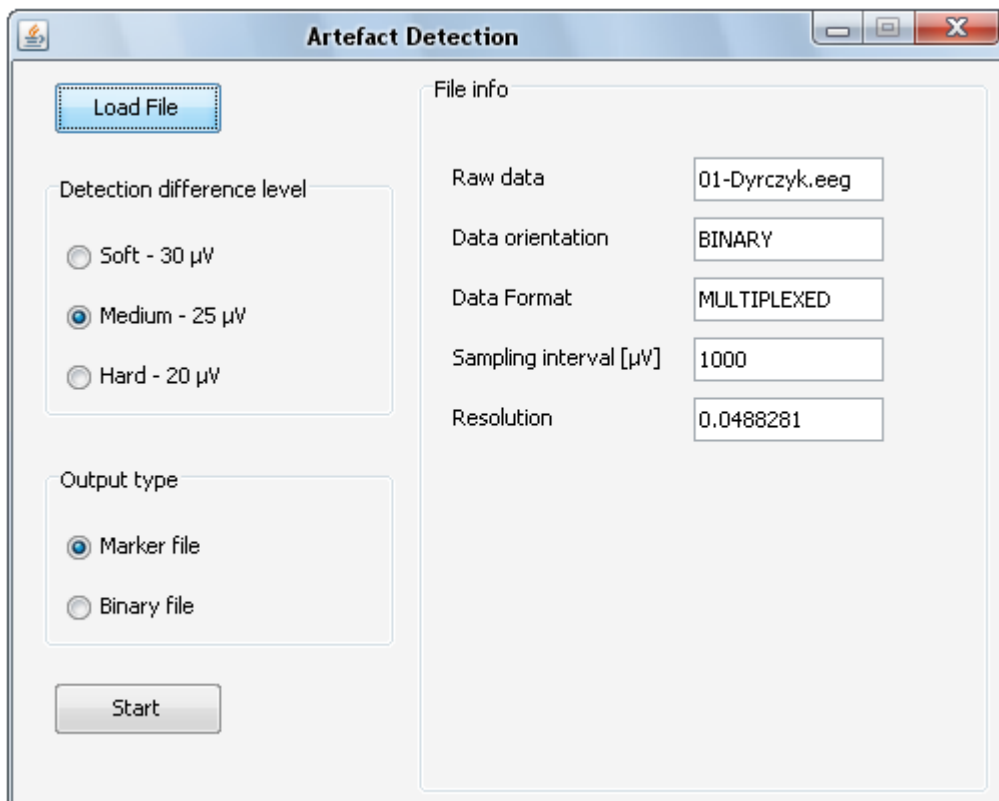 Artefact Detection
Load File
Detection difference level
Soft - 30 µV
Medium - 25 µV
Hard - 20 µV
Output type
Marker file
Binary file
Start
File info
Raw data 01-Dyrczyk.eeg
Data orientation BINARY
Data Format MULTIPLEXED
Sampling interval [µV] 1000
Resolution 0.0488281